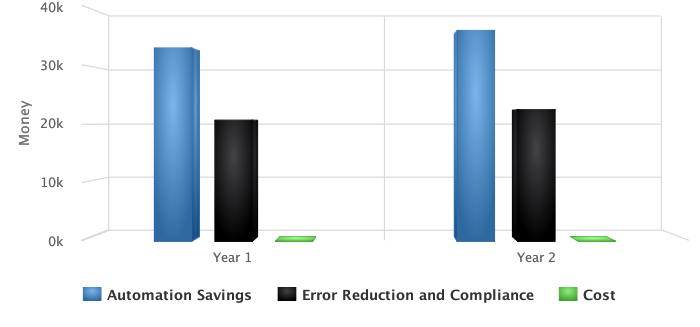 40k
30k
20k
10k
0k
Money
Year 1
Year 2
Automation Savings
Error Reduction and Compliance
Cost